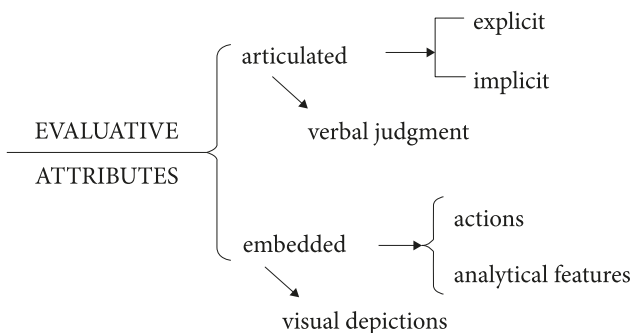 explicit
articulated
implicit
verbal judgment
EVALUATIVE
ATTRIBUTES
actions
embedded
analytical features
visual depictions